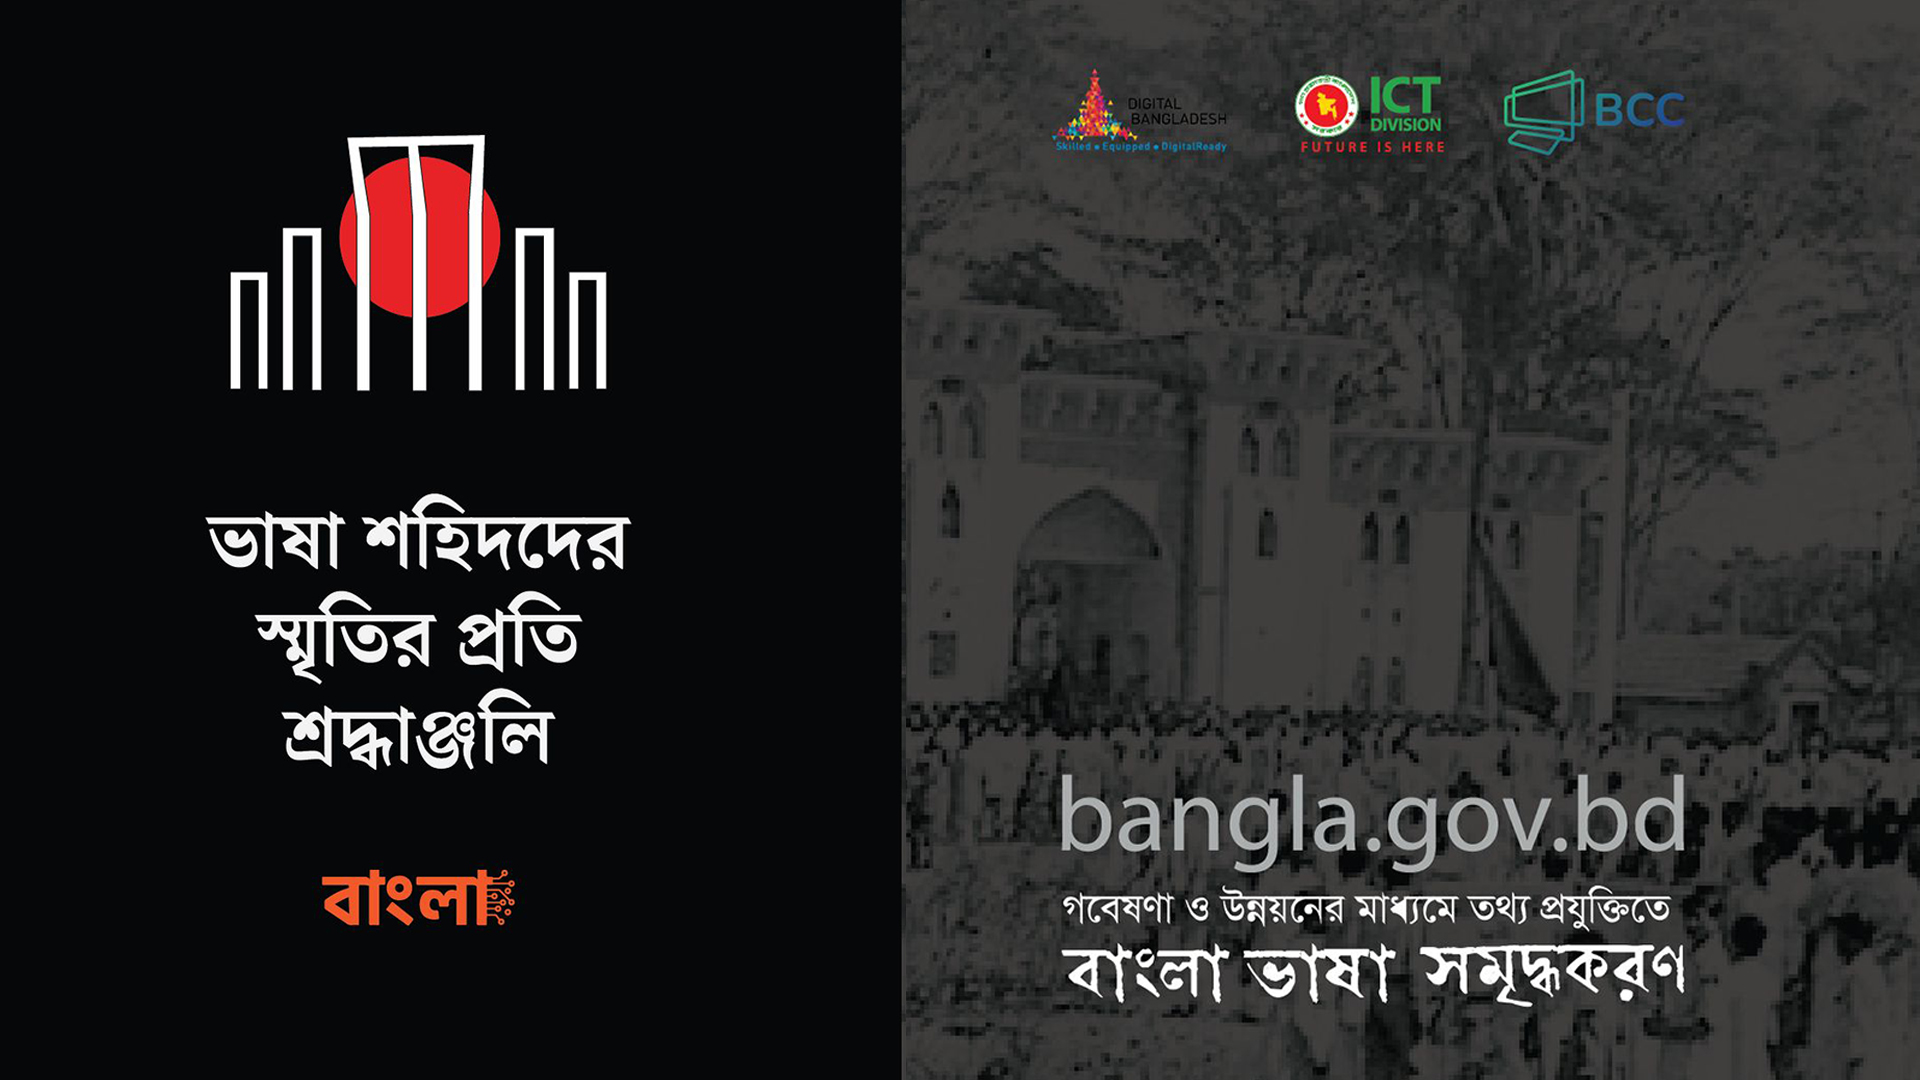 ভাষা শহিদদের
স্মৃতির প্রতি
শ্রদ্ধাঞ্জলি
বাংলা
DIGITAL
BANGLADESH
Skilled • Equipped • DigitalReady
ICT
DIVISION
FUTURE IS HERE
BCC
bangla.gov.bd
গবেষণা ও উন্নয়নের মাধ্যমে তথ্য প্রযুক্তিতে
বাংলা ভাষা সমৃদ্ধকরণ